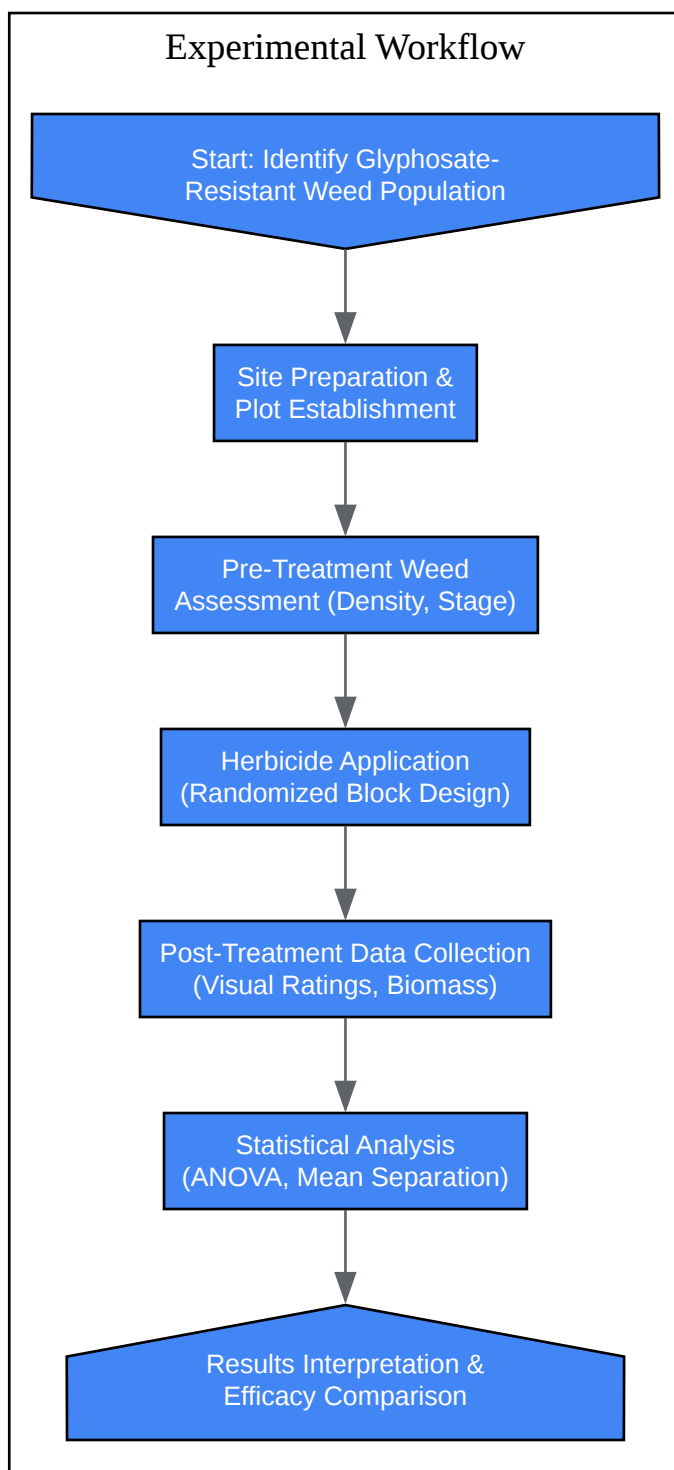 Experimental Workflow
Start: Identify Glyphosate-
Resistant Weed Population
Site Preparation &
Plot Establishment
Pre-Treatment Weed
Assessment (Density, Stage)
Herbicide Application
(Randomized Block Design)
Post-Treatment Data Collection
(Visual Ratings, Biomass)
Statistical Analysis
(ANOVA, Mean Separation)
Results Interpretation &
Efficacy Comparison